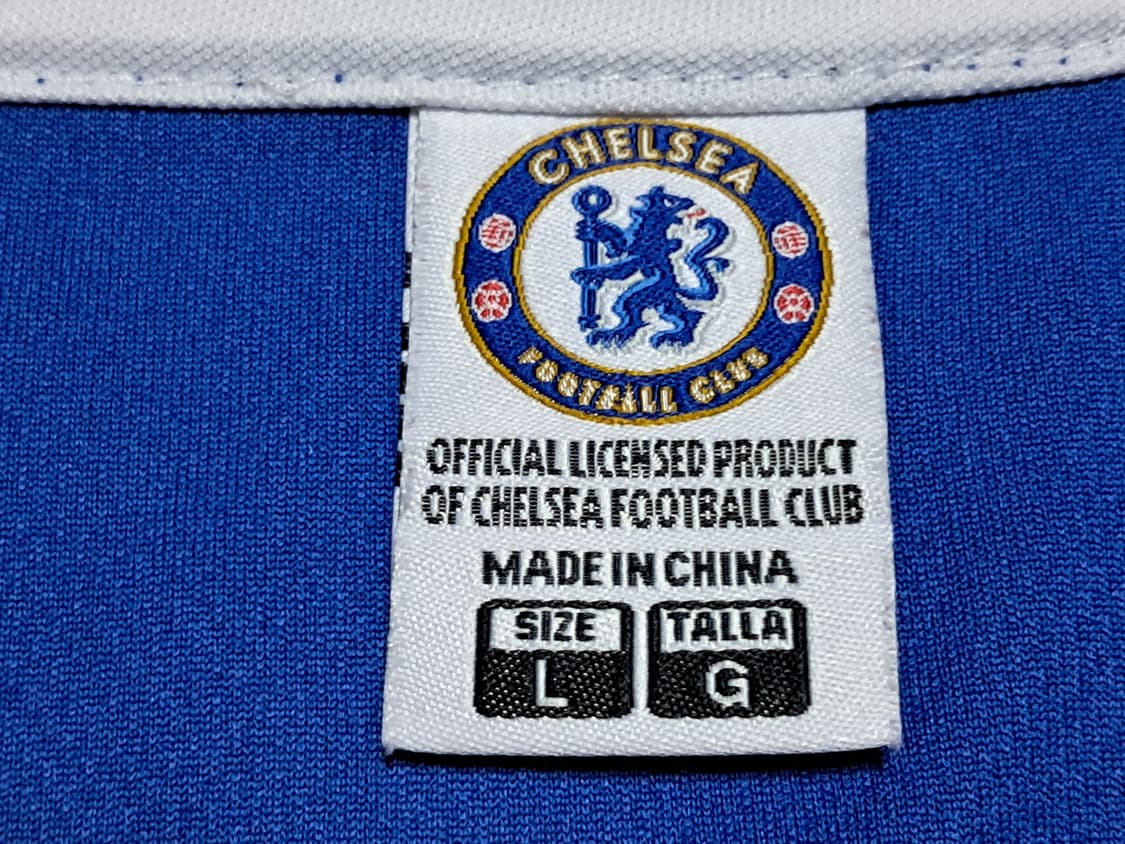 CHELSEA
FOOTBALL CLUB
OFFICIAL LICENSED PRODUCT
OF CHELSEA FOOTBALL CLUB
MADE IN CHINA
SIZE TALLA
L G